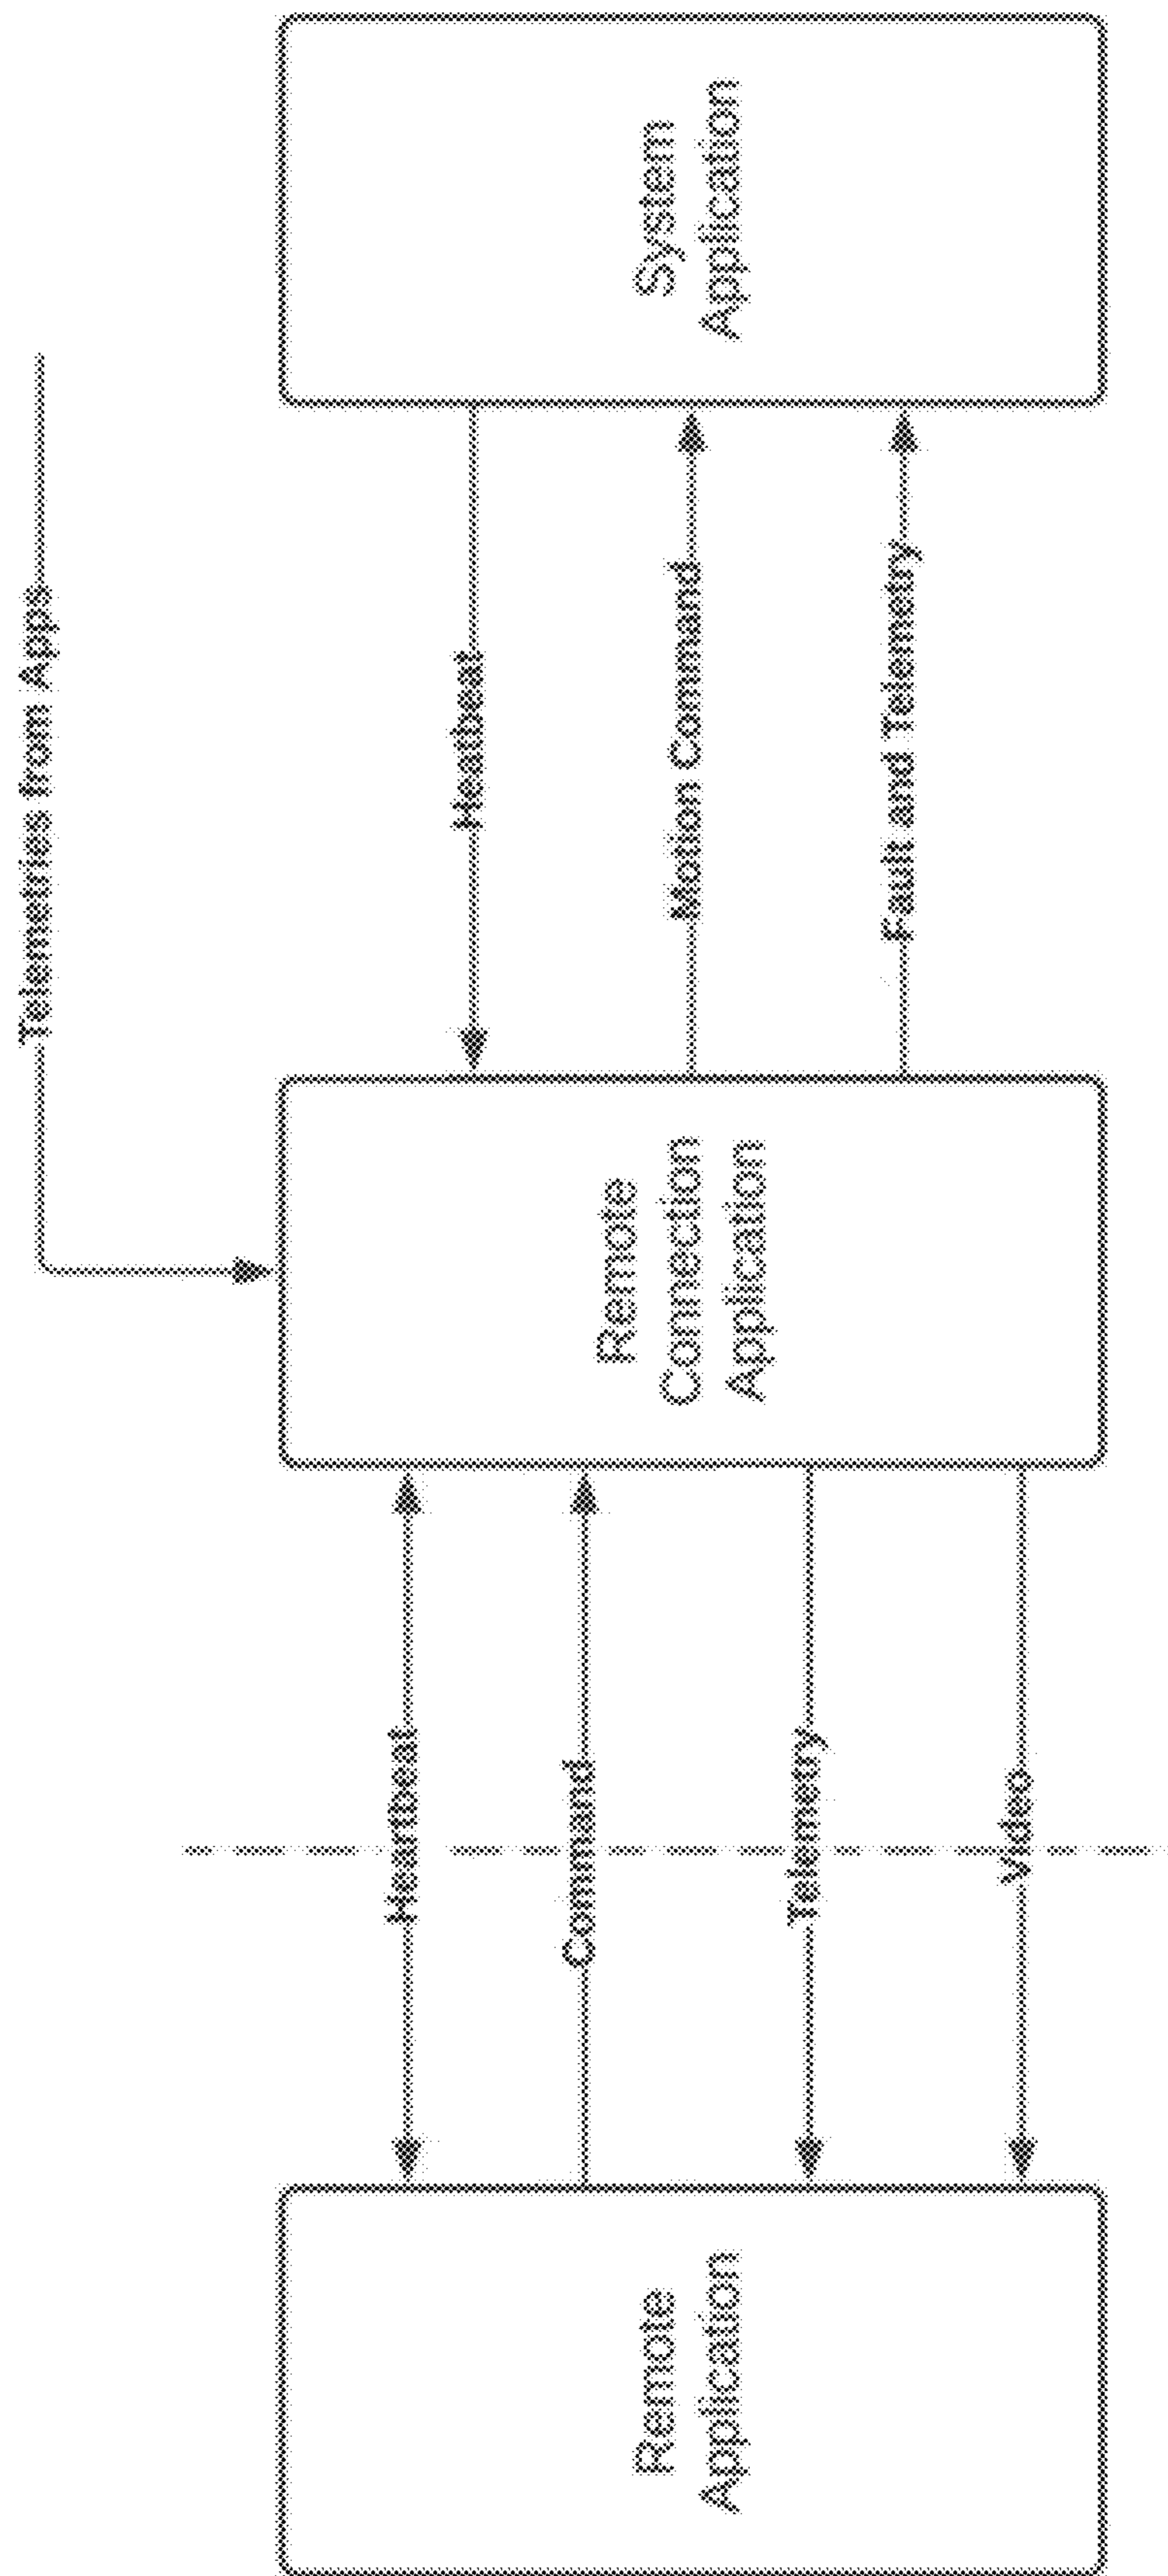 Telemetries from Apps
Remote
Application
Heartbeat
Command
Telemetry
Video
Remote
Connection
Application
Heatbeat
Motion Command
Fault and Telemetry
System
Application